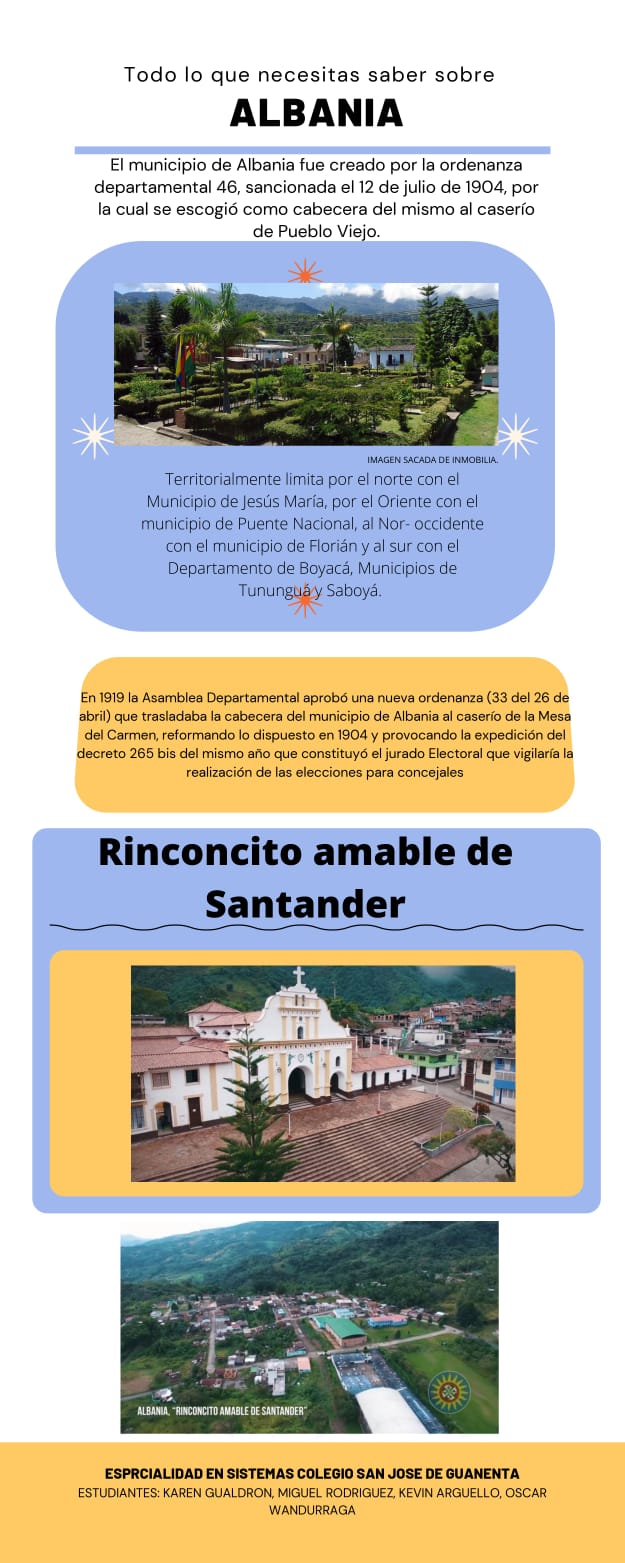 Todo lo que necesitas saber sobre
ALBANIA
El municipio de Albania fue creado por la ordenanza
departamental 46, sancionada el 12 de julio de 1904, por
la cual se escogió como cabecera del mismo al caserío
de Pueblo Viejo.
IMAGEN SACADA DE INMOBILIA.
Territorialmente limita por el norte con el
Municipio de Jesús María, por el Oriente con el
municipio de Puente Nacional, al Nor- occidente
con el municipio de Florián y al sur con el
Departamento de Boyacá, Municipios de
Tununguá y Saboyá.
En 1919 la Asamblea Departamental aprobó una nueva ordenanza (33 del 26 de
abril) que trasladaba la cabecera del municipio de Albania al caserío de la Mesa
del Carmen, reformando lo dispuesto en 1904 y provocando la expedición del
decreto 265 bis del mismo año que constituyó el jurado Electoral que vigilaría la
realización de las elecciones para concejales
Rinconcito amable de
Santander
ALBANIA, "RINCONCITO AMABLE DE SANTANDER"
ESPRCIALIDAD EN SISTEMAS COLEGIO SAN JOSE DE GUANENTA
ESTUDIANTES: KAREN GUALDRON, MIGUEL RODRIGUEZ, KEVIN ARGUELLO, OSCAR
WANDURRAGA